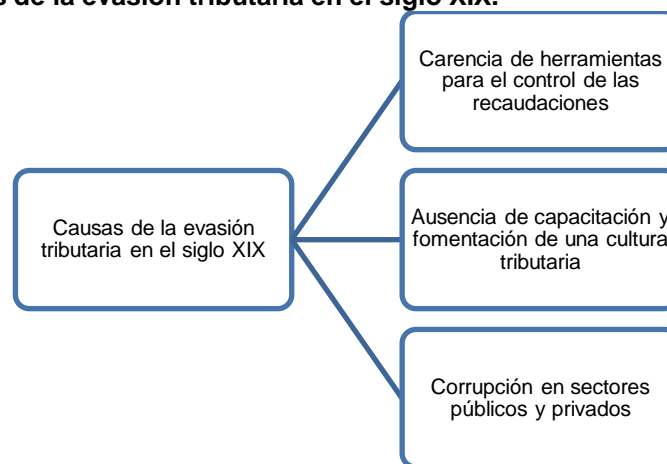 de la evasión tributaria en el siglo XIX.
Carencia de herramientas
para el control de las
recaudaciones
Causas de la evasión
tributaria en el siglo XIX
Ausencia de capacitación y
fomentación de una cultura
tributaria
Corrupción en sectores
públicos y privados